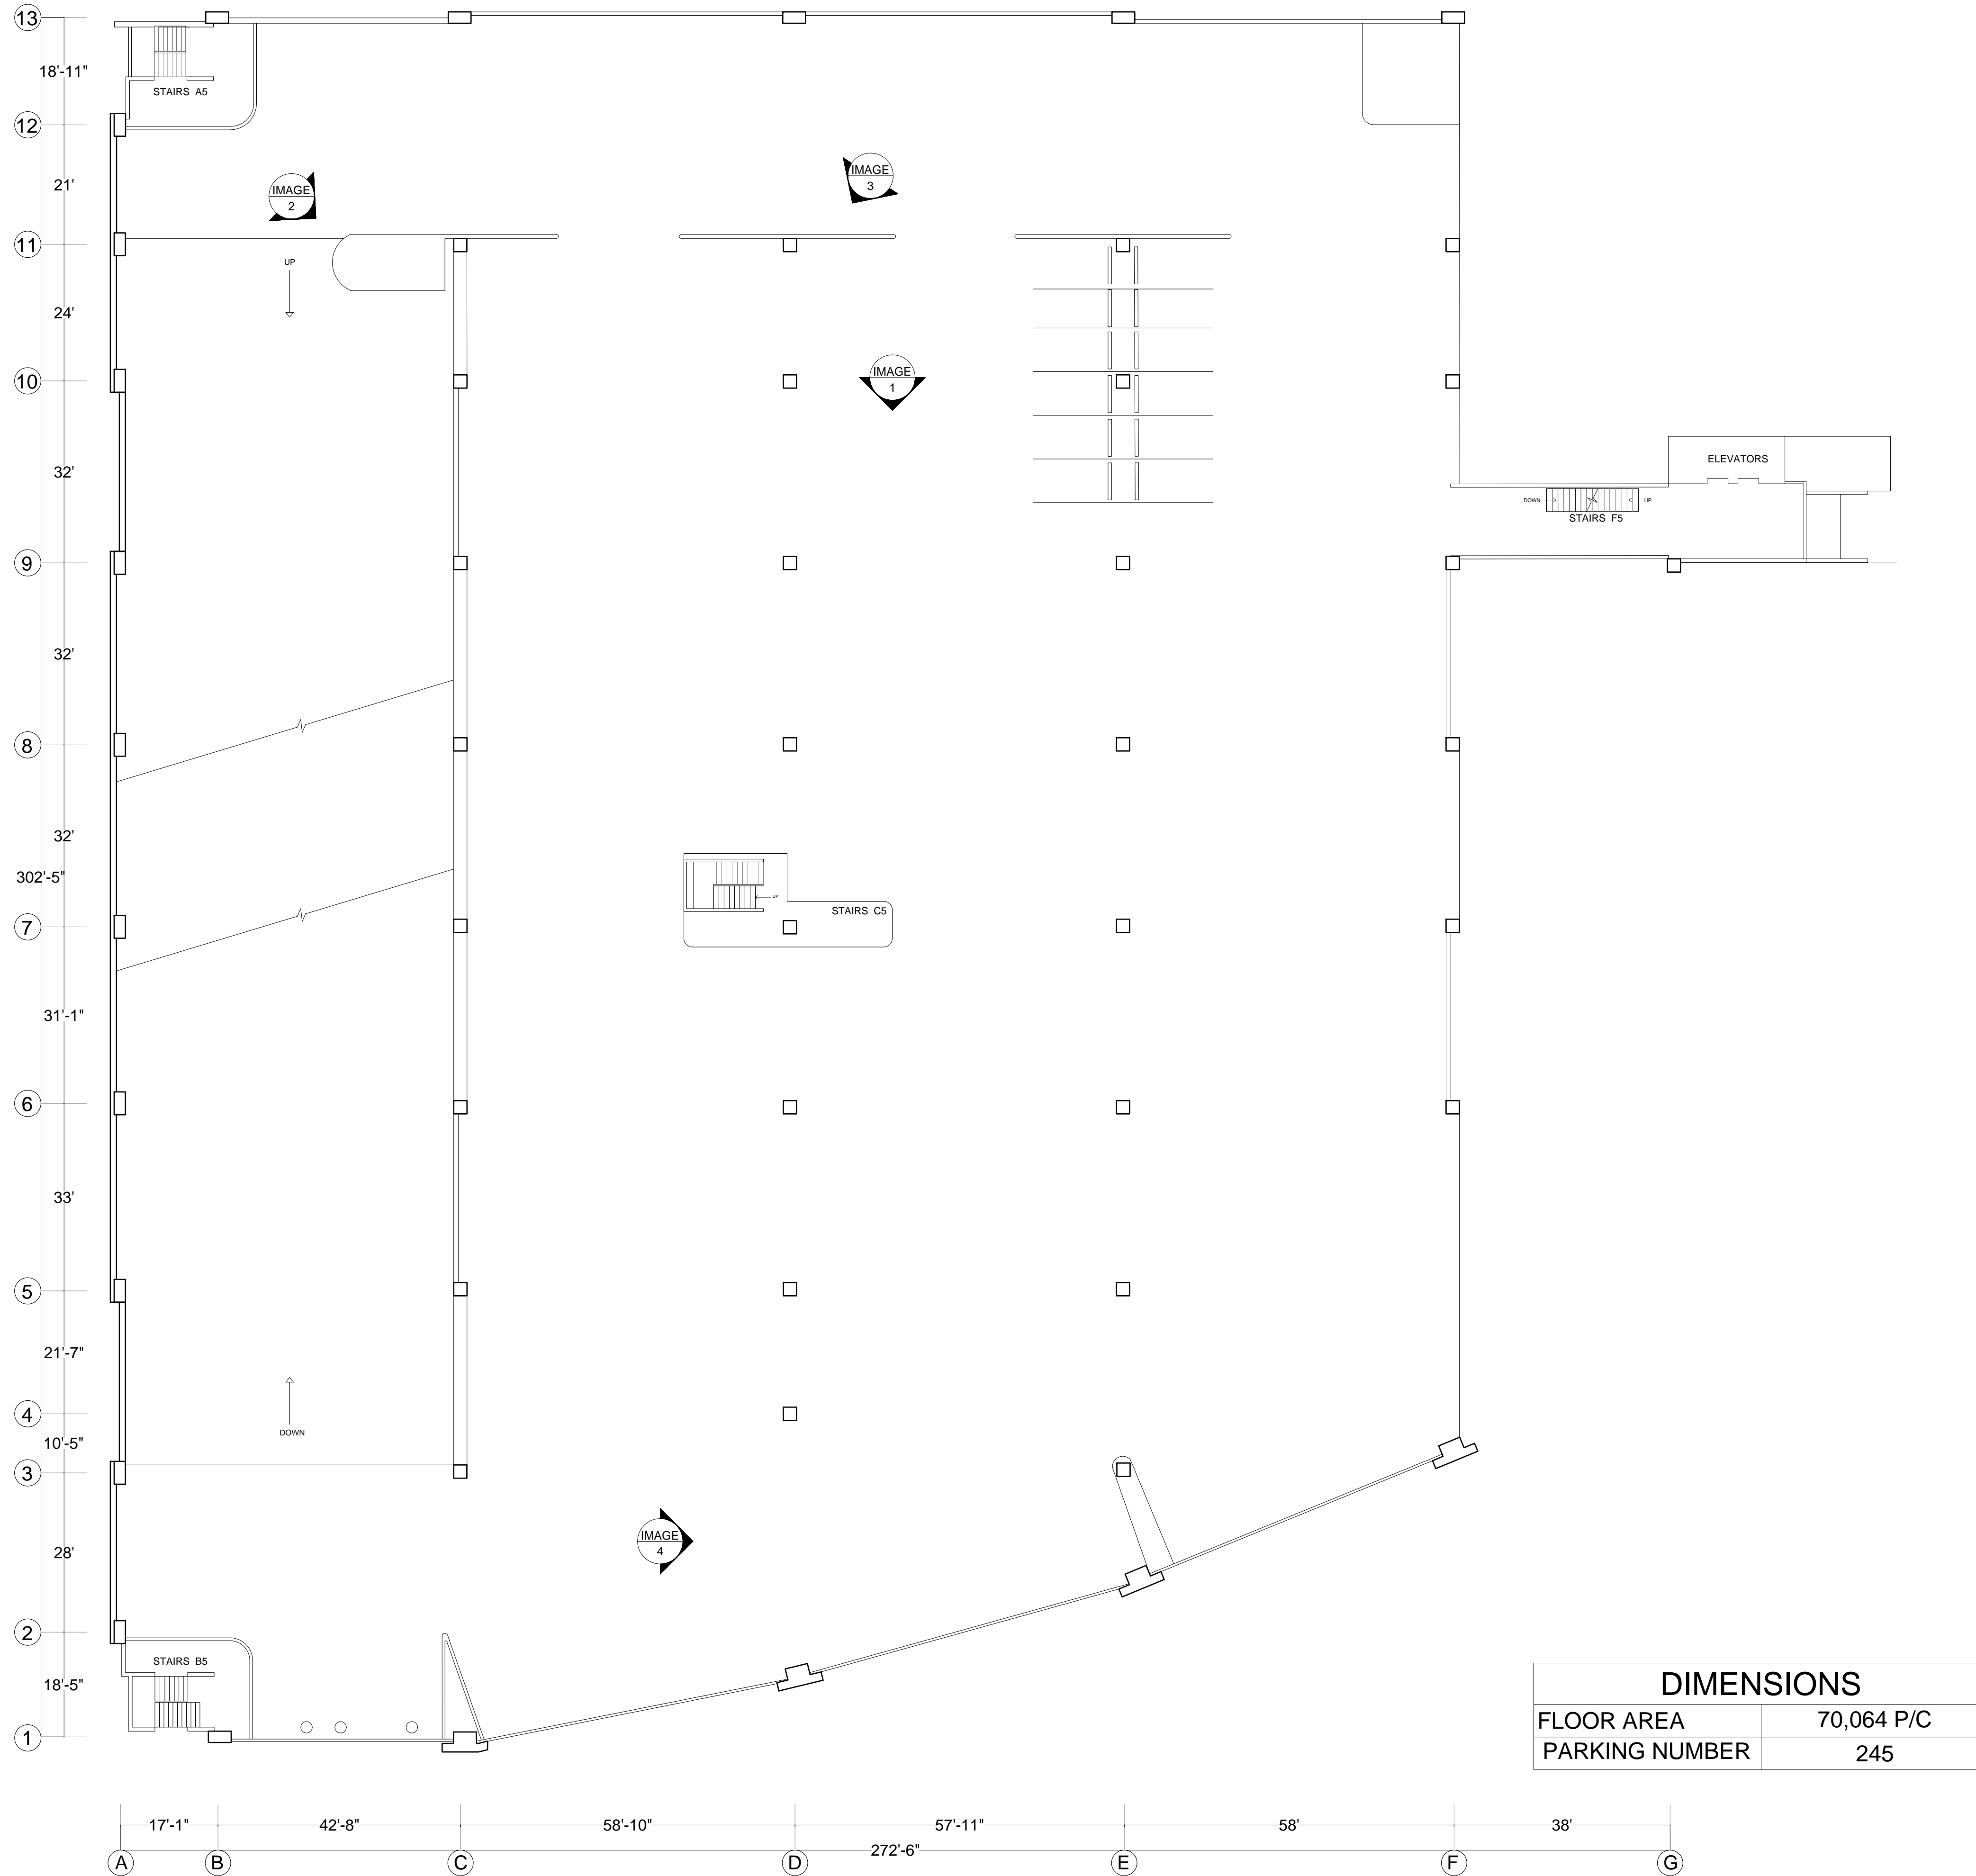 13
18'-11"
STAIRS A5
12
21'
IMAGE
2
IMAGE
3
11
UP
24'
10
IMAGE
1
32'
ELEVATORS
DOWN
UP
STAIRS F5
9
32'
8
32'
302'-5"
UP
STAIRS C5
7
31'-1"
6
33'
5
21'-7"
4
DOWN
10'-5"
3
IMAGE
4
28'
2
STAIRS B5
18'-5"
1
DIMENSIONS
FLOOR AREA 70,064 P/C
PARKING NUMBER 245
17'-1" 42'-8" 58'-10" 57'-11" 58' 38'
272'-6"
A B C D E F G